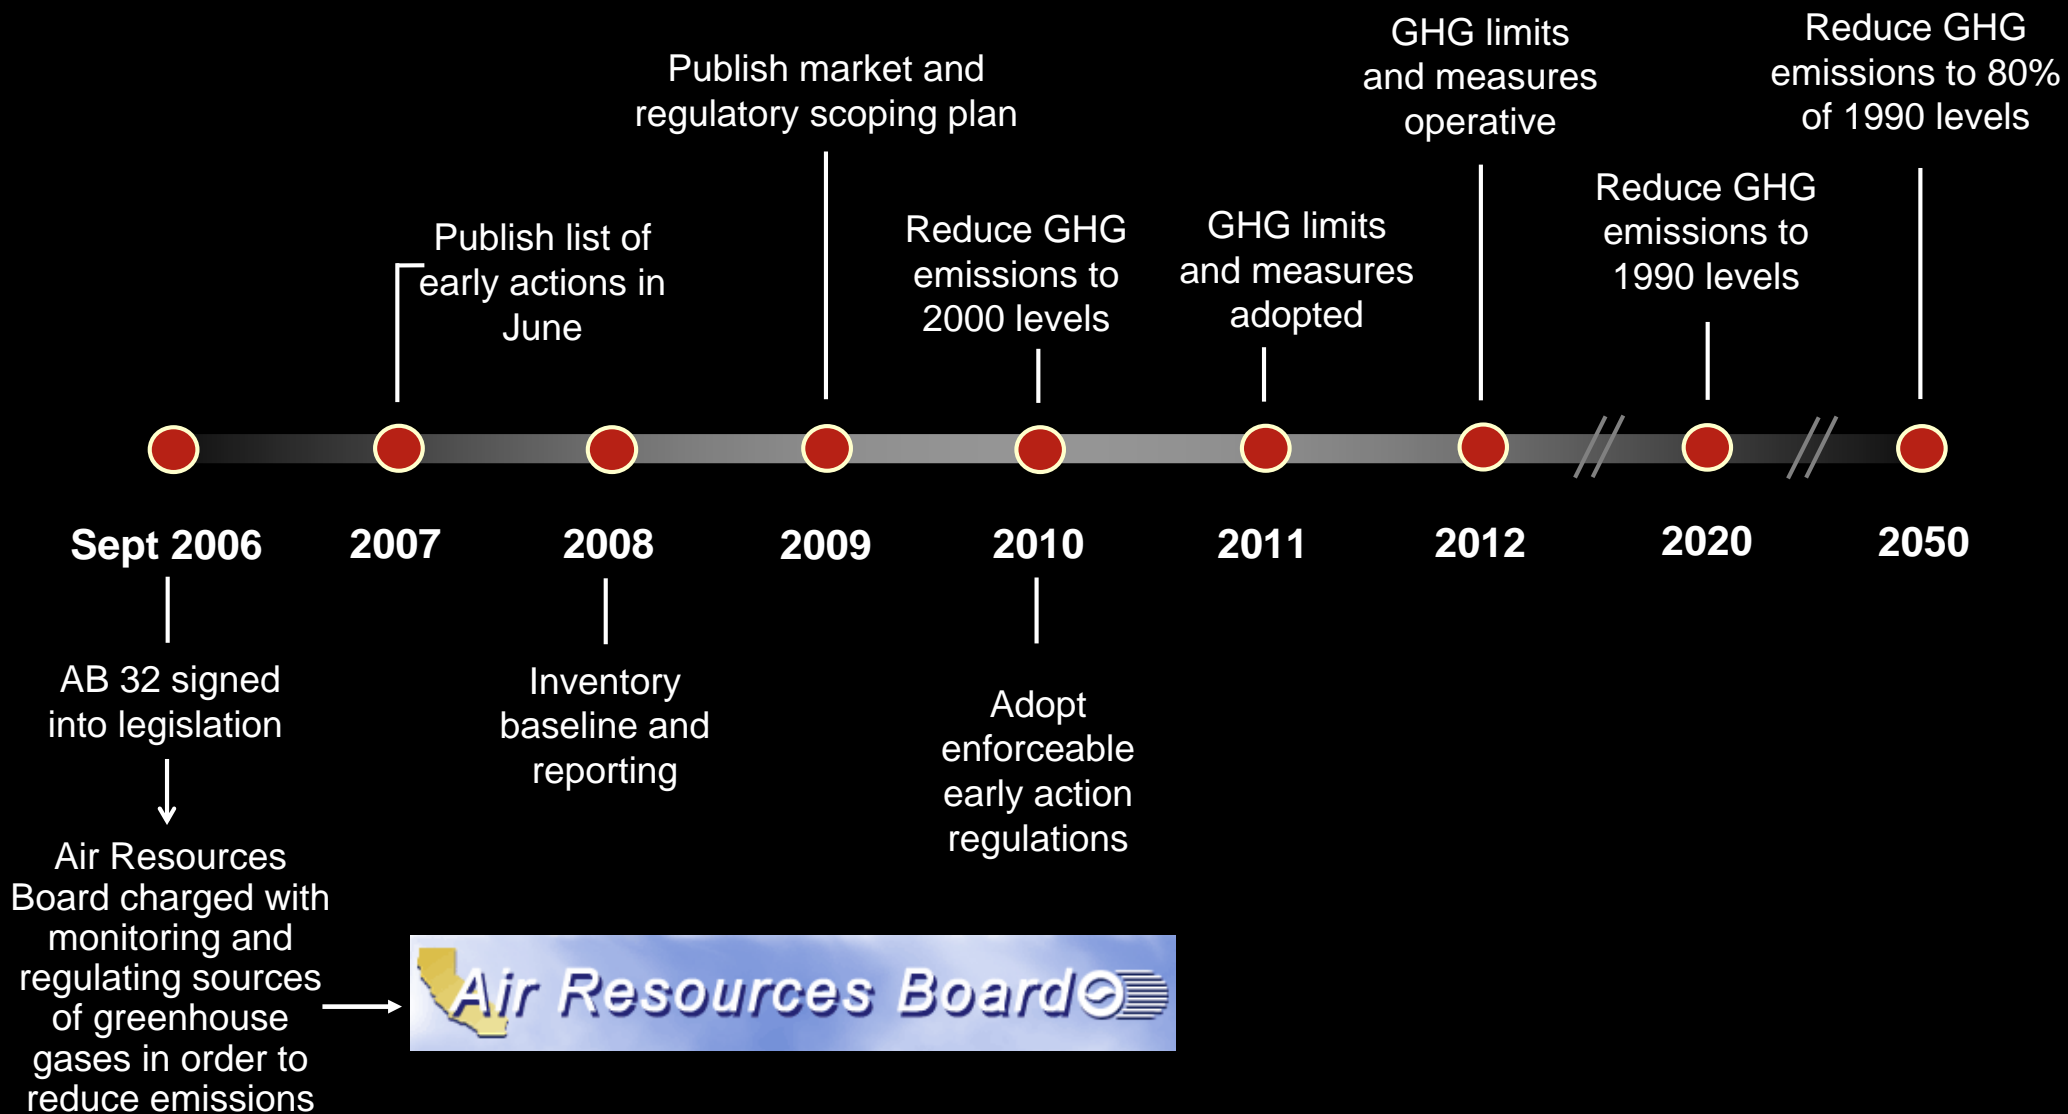 Publish market and
regulatory scoping plan
GHG limits
and measures
operative
Reduce GHG
emissions to 80%
of 1990 levels
Publish list of
early actions in
June
Reduce GHG
emissions to
2000 levels
GHG limits
and measures
adopted
Reduce GHG
emissions to
1990 levels
Sept 2006
2007
2008
2009
2010
2011
2012
2020
2050
AB 32 signed
into legislation
Inventory
baseline and
reporting
Adopt
enforceable
early action
regulations
Air Resources
Board charged with
monitoring and
regulating sources
of greenhouse
gases in order to
reduce emissions
Air Resources Board